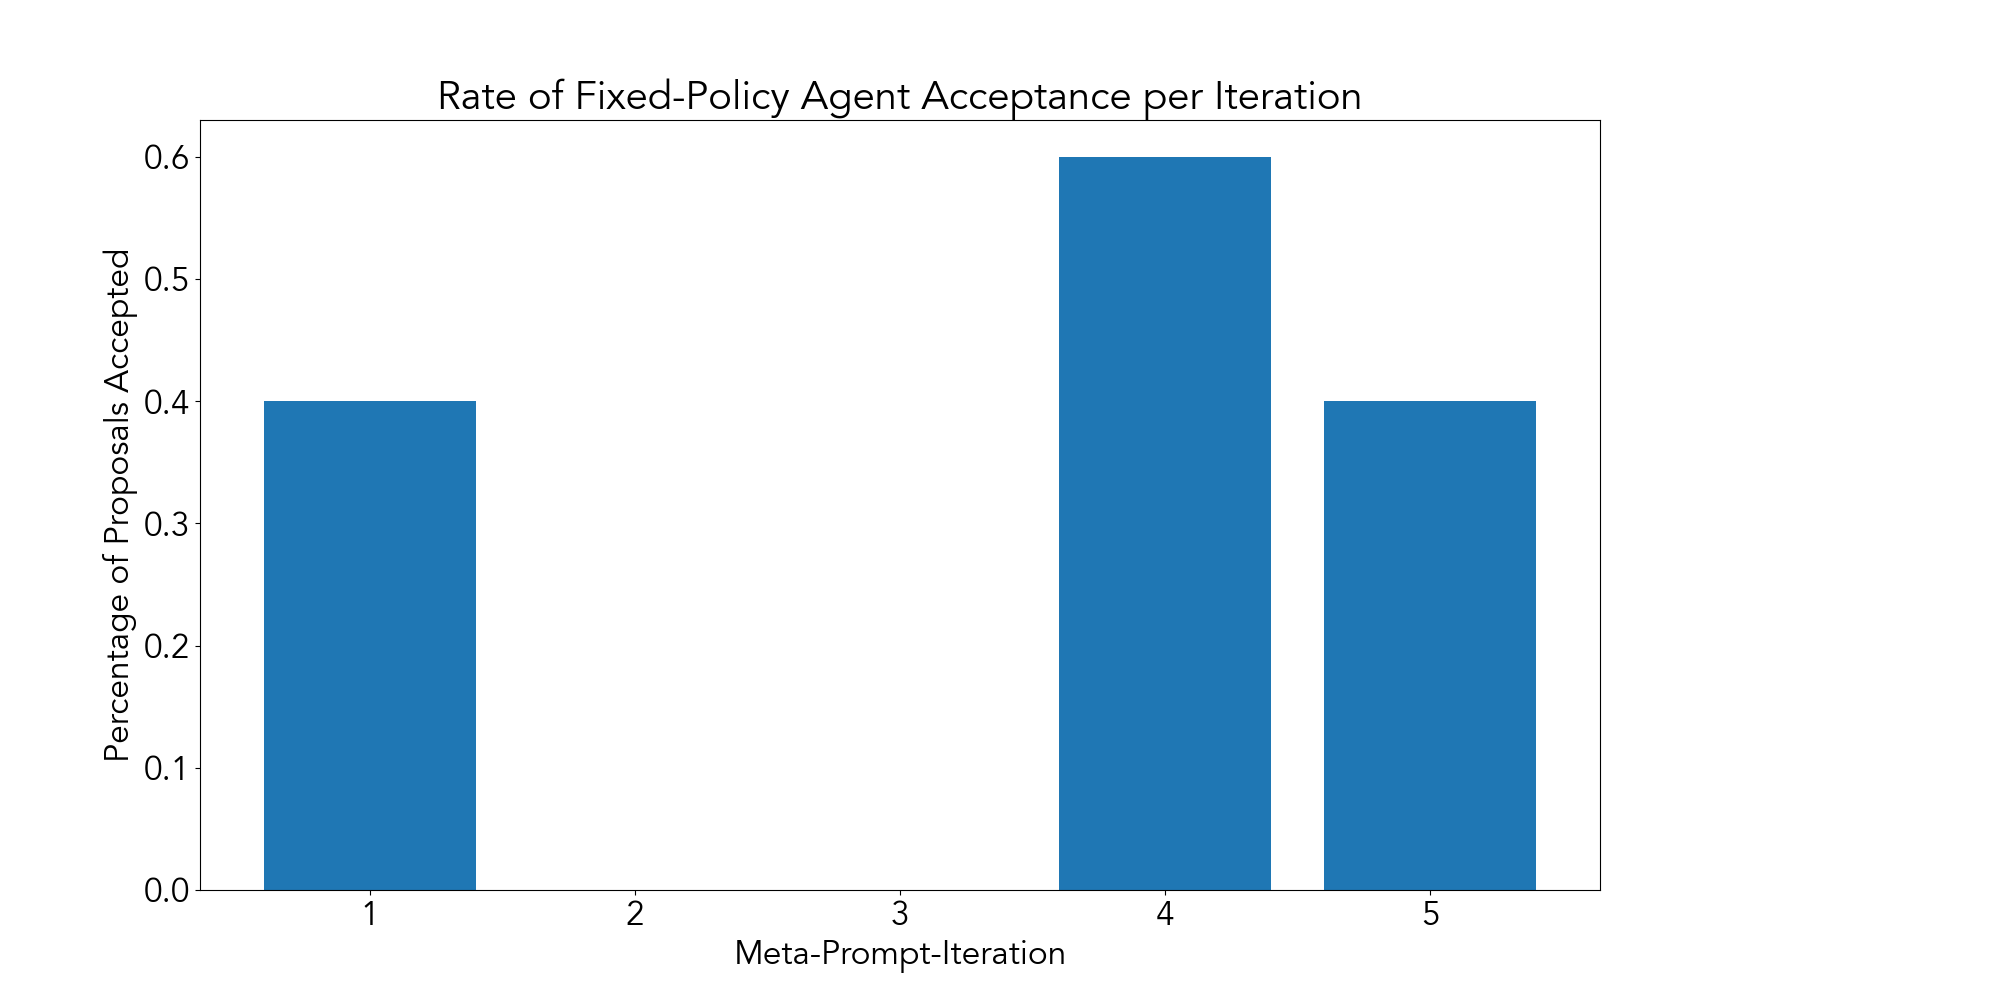 Rate of Fixed-Policy Agent Acceptance per Iteration
Percentage of Proposals Accepted
0.6
0.5
0.4
0.3
0.2
0.1
0.0
1 2 3 4 5
Meta-Prompt-Iteration